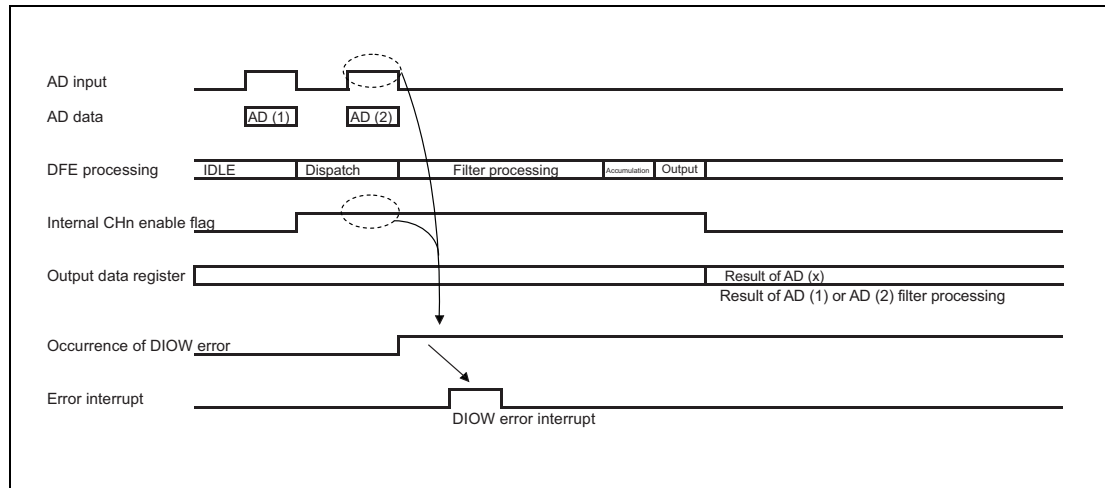 AD input
AD data
AD (1) AD (2)
DFE processing
IDLE Dispatch Filter processing Accumulation Output
Internal CHn enable flag
Output data register
Result of AD (x)
Result of AD (1) or AD (2) filter processing
Occurrence of DIOW error
Error interrupt
DIOW error interrupt